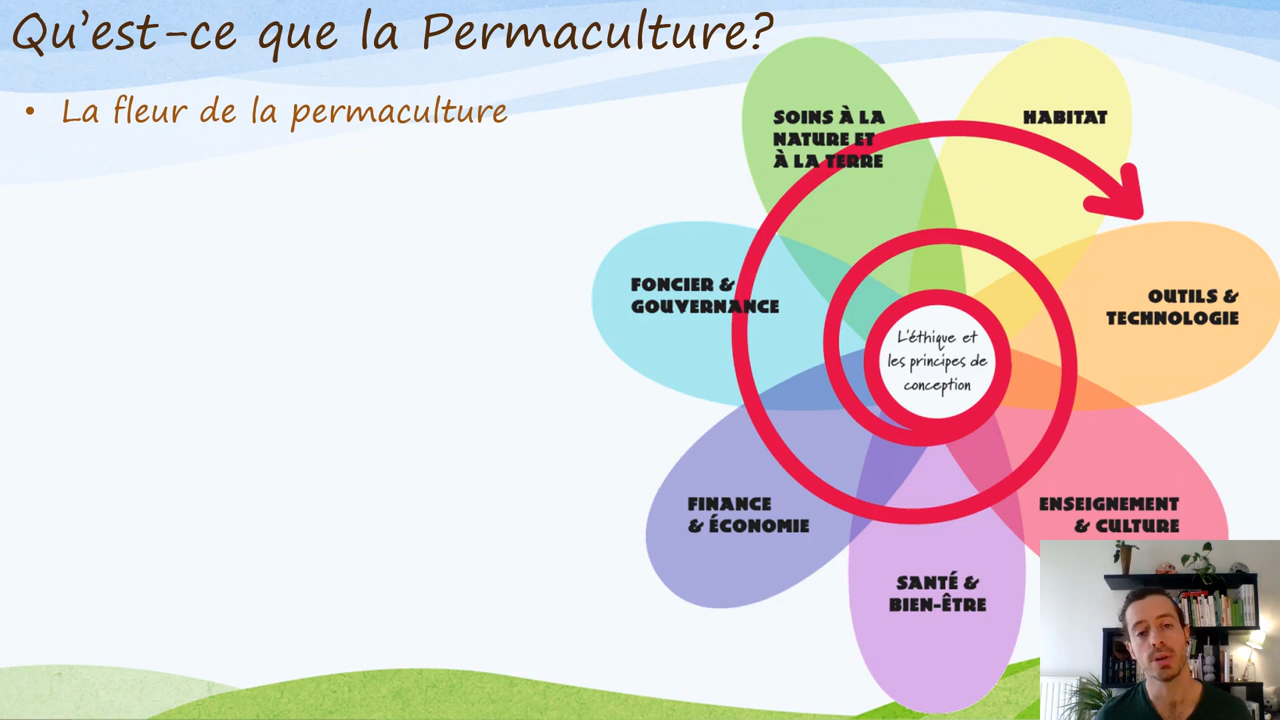 Qu'est-ce que la Permaculture?
• La fleur de la permaculture
SOINS À LA
NATURE ET
À LA TERRE
HABITAT
FONCIER &
GOUVERNANCE
OUTILS &
TECHNOLOGIE
L'éthique et
les principes de
conception
FINANCE
& ÉCONOMIE
ENSEIGNEMENT
& CULTURE
SANTÉ &
BIEN-ÊTRE